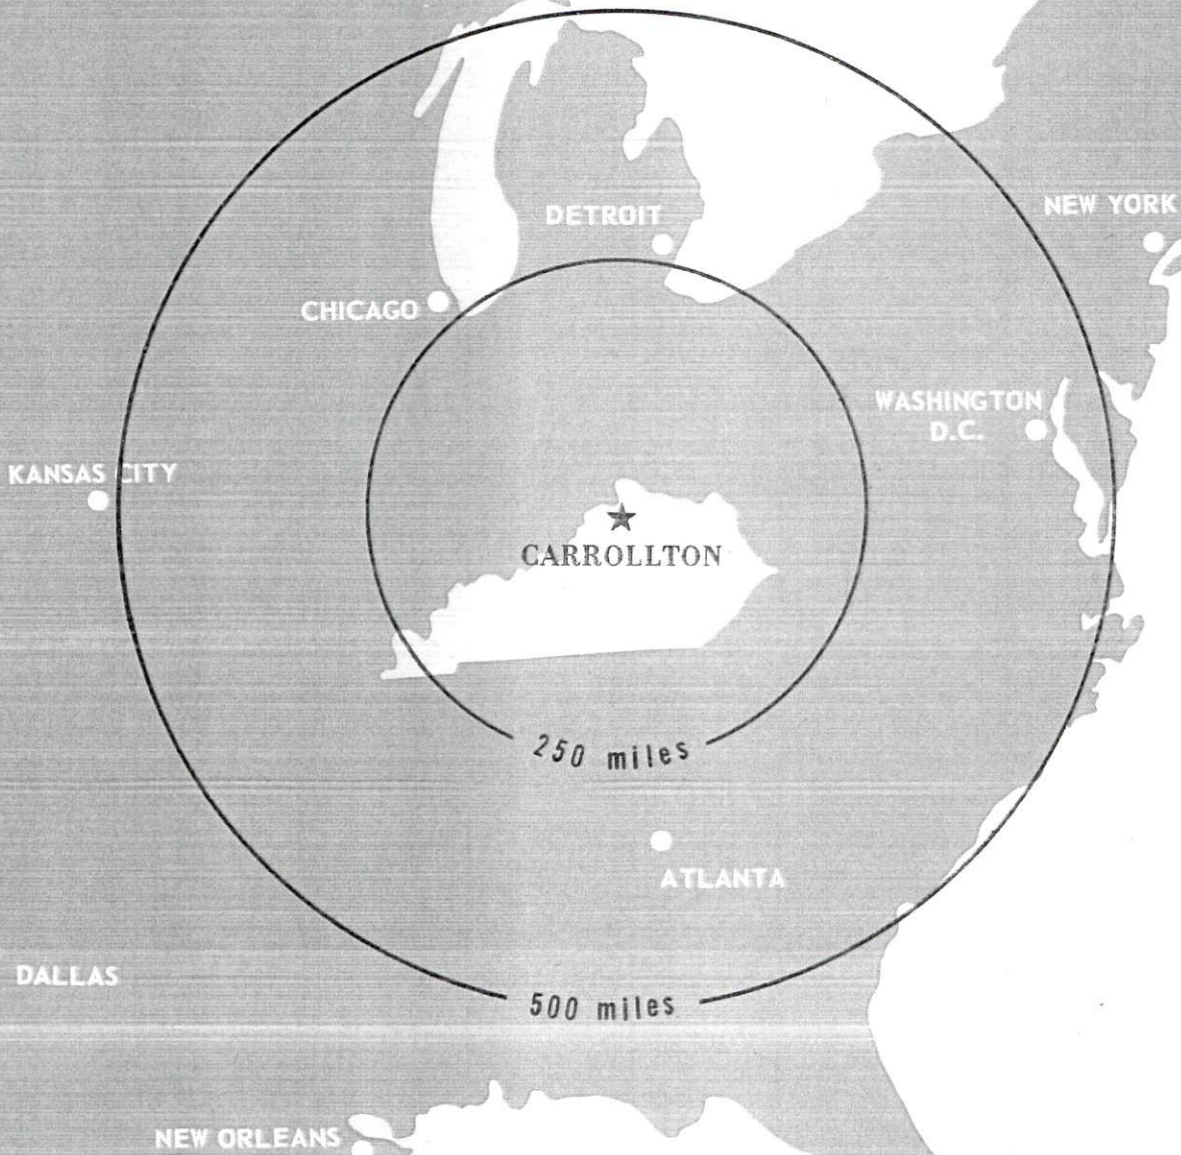 NEW YORK
DETROIT
CHICAGO
WASHINGTON
D.C.
KANSAS CITY
CARROLLTON
250 miles
ATLANTA
DALLAS
500 miles
NEW ORLEANS